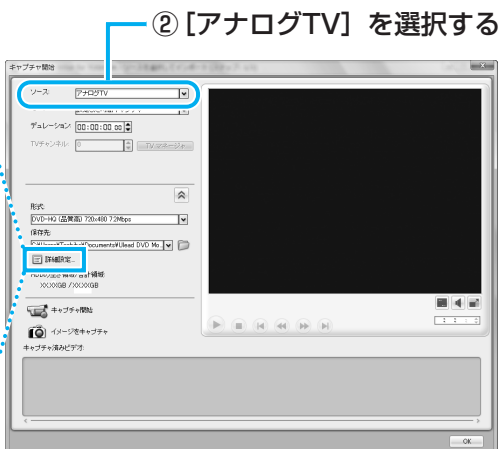 ② [アナログTV] を選択する
キャプチャ開始
ソース: アナログTV
デュレーション: 00:00:00 00
TVチャンネル: 0 TV マネージャ...
形式:
DVD-HQ (品質高) 720x480 7.2Mbps
保存先:
詳細設定...
XX.XXGB / XX.XXGB
キャプチャ開始
イメージをキャプチャ
キャプチャ済みビデオ:
OK